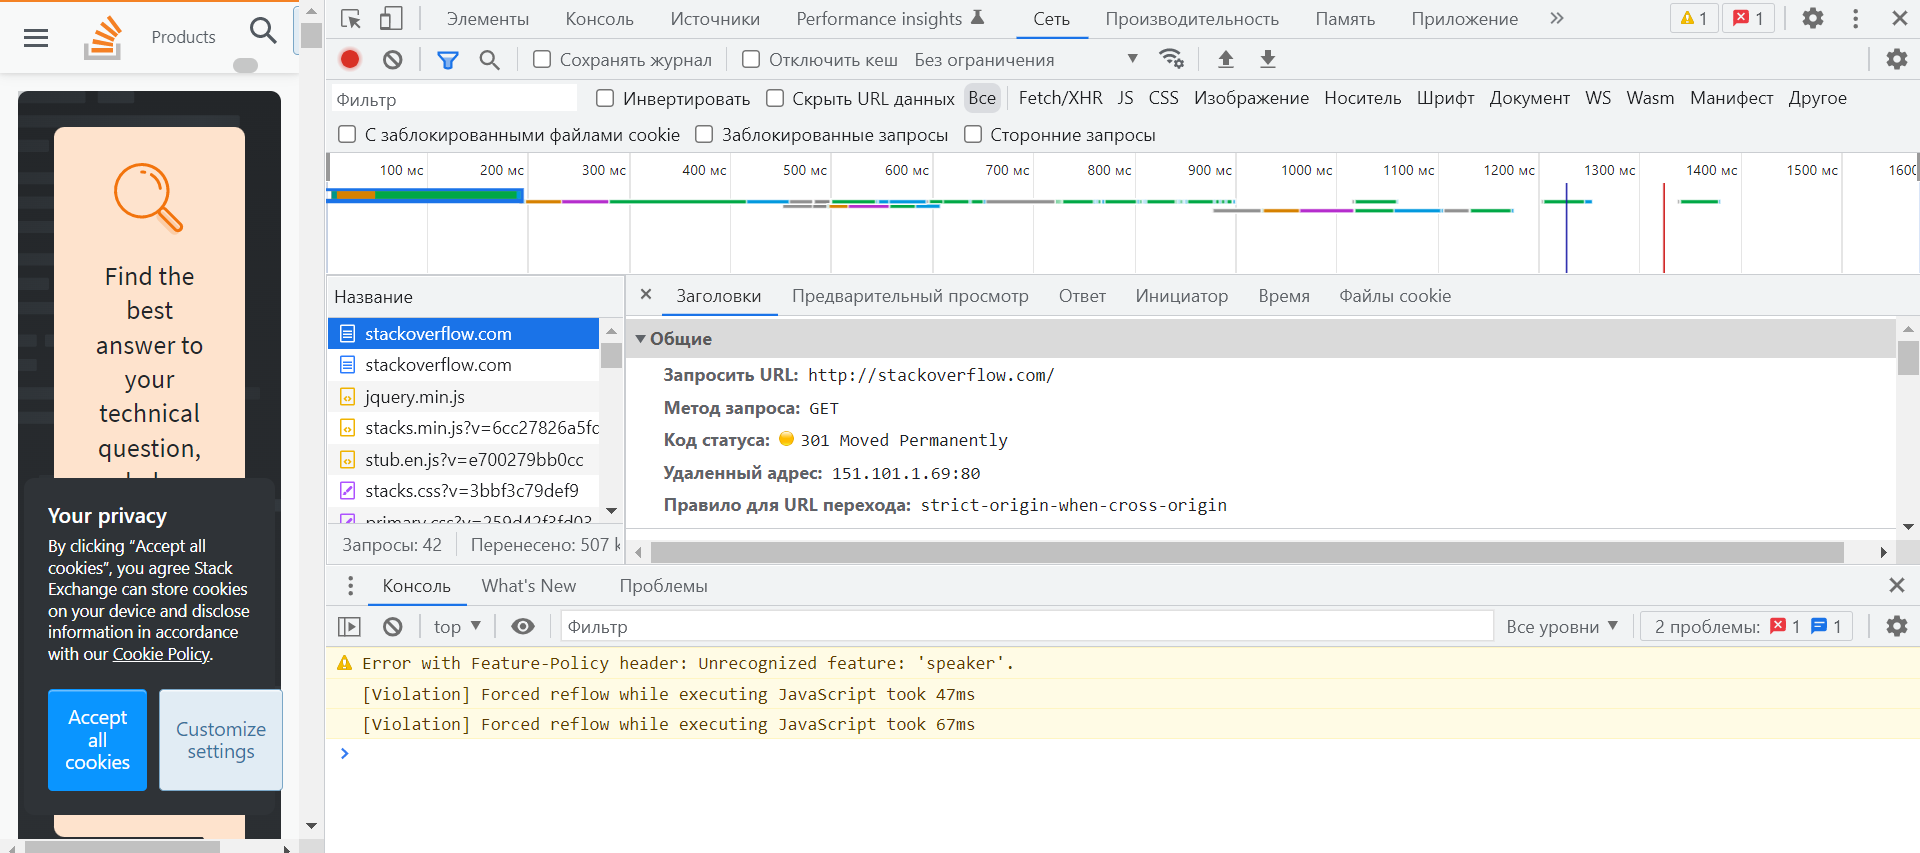 Products
Find the
best
answer to
your
technical
question,
Your privacy
By clicking “Accept all
cookies”, you agree Stack
Exchange can store cookies
on your device and disclose
information in accordance
with our Cookie Policy.
Accept
all
cookies
Customize
settings
Элементы Консоль Источники Performance insights Сеть Производительность Память Приложение 1 1
Сохранять журнал Отключить кеш Без ограничения
Фильтр Инвертировать Скрыть URL данных Все Fetch/XHR JS CSS Изображение Носитель Шрифт Документ WS Wasm Манифест Другое
С заблокированными файлами cookie Заблокированные запросы Сторонние запросы
100 мс 200 мс 300 мс 400 мс 500 мс 600 мс 700 мс 800 мс 900 мс 1000 мс 1100 мс 1200 мс 1300 мс 1400 мс 1500 мс 1600
Название
stackoverflow.com
stackoverflow.com
jquery.min.js
stacks.min.js?v=6cc27826a5fc
stub.en.js?v=e700279bb0cc
stacks.css?v=3bbf3c79def9
primary.css?v=259d42f3fd03
Запросы: 42 Перенесено: 507 k
Заголовки Предварительный просмотр Ответ Инициатор Время Файлы cookie
Общие
Запросить URL: http://stackoverflow.com/
Метод запроса: GET
Код статуса: 301 Moved Permanently
Удаленный адрес: 151.101.1.69:80
Правило для URL перехода: strict-origin-when-cross-origin
Консоль What's New Проблемы
top Фильтр Все уровни 2 проблемы: 1 1
Error with Feature-Policy header: Unrecognized feature: 'speaker'.
[Violation] Forced reflow while executing JavaScript took 47ms
[Violation] Forced reflow while executing JavaScript took 67ms